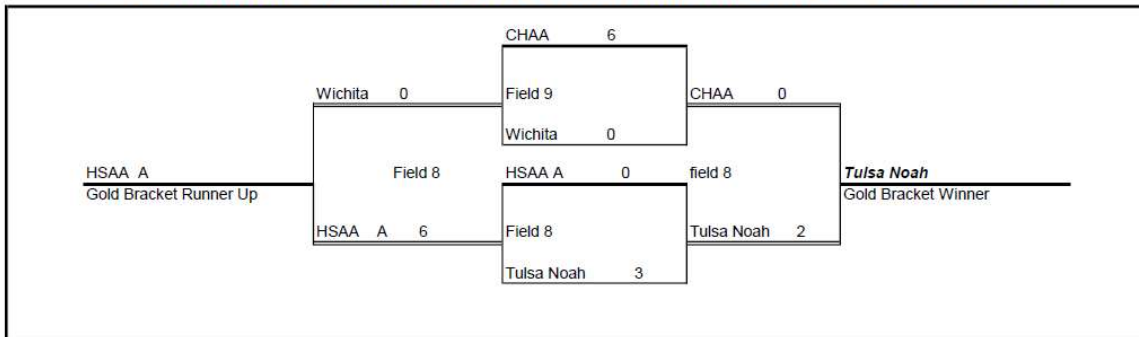 CHAA 6
Wichita 0 Field 9 CHAA 0
Wichita 0
HSAA A Field 8 HSAA A 0 field 8 Tulsa Noah
Gold Bracket Runner Up Gold Bracket Winner
HSAA A 6 Field 8 Tulsa Noah 2
Tulsa Noah 3